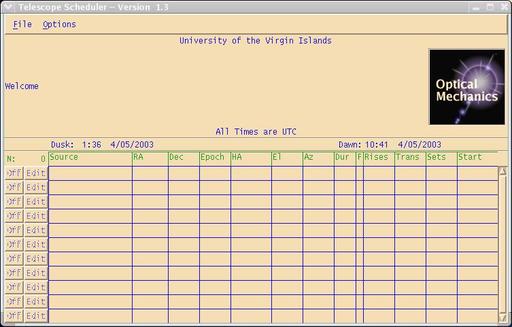 Telescope Scheduler -- Version 1.3
File Options
University of the Virgin Islands
Welcome
Optical
Mechanics
All Times are UTC
Dusk: 1:36 4/05/2003 Dawn: 10:41 4/05/2003
N: 0 Source RA Dec Epoch HA El Az Dur F Rises Trans Sets Start
Off Edit
Off Edit
Off Edit
Off Edit
Off Edit
Off Edit
Off Edit
Off Edit
Off Edit
Off Edit
Off Edit